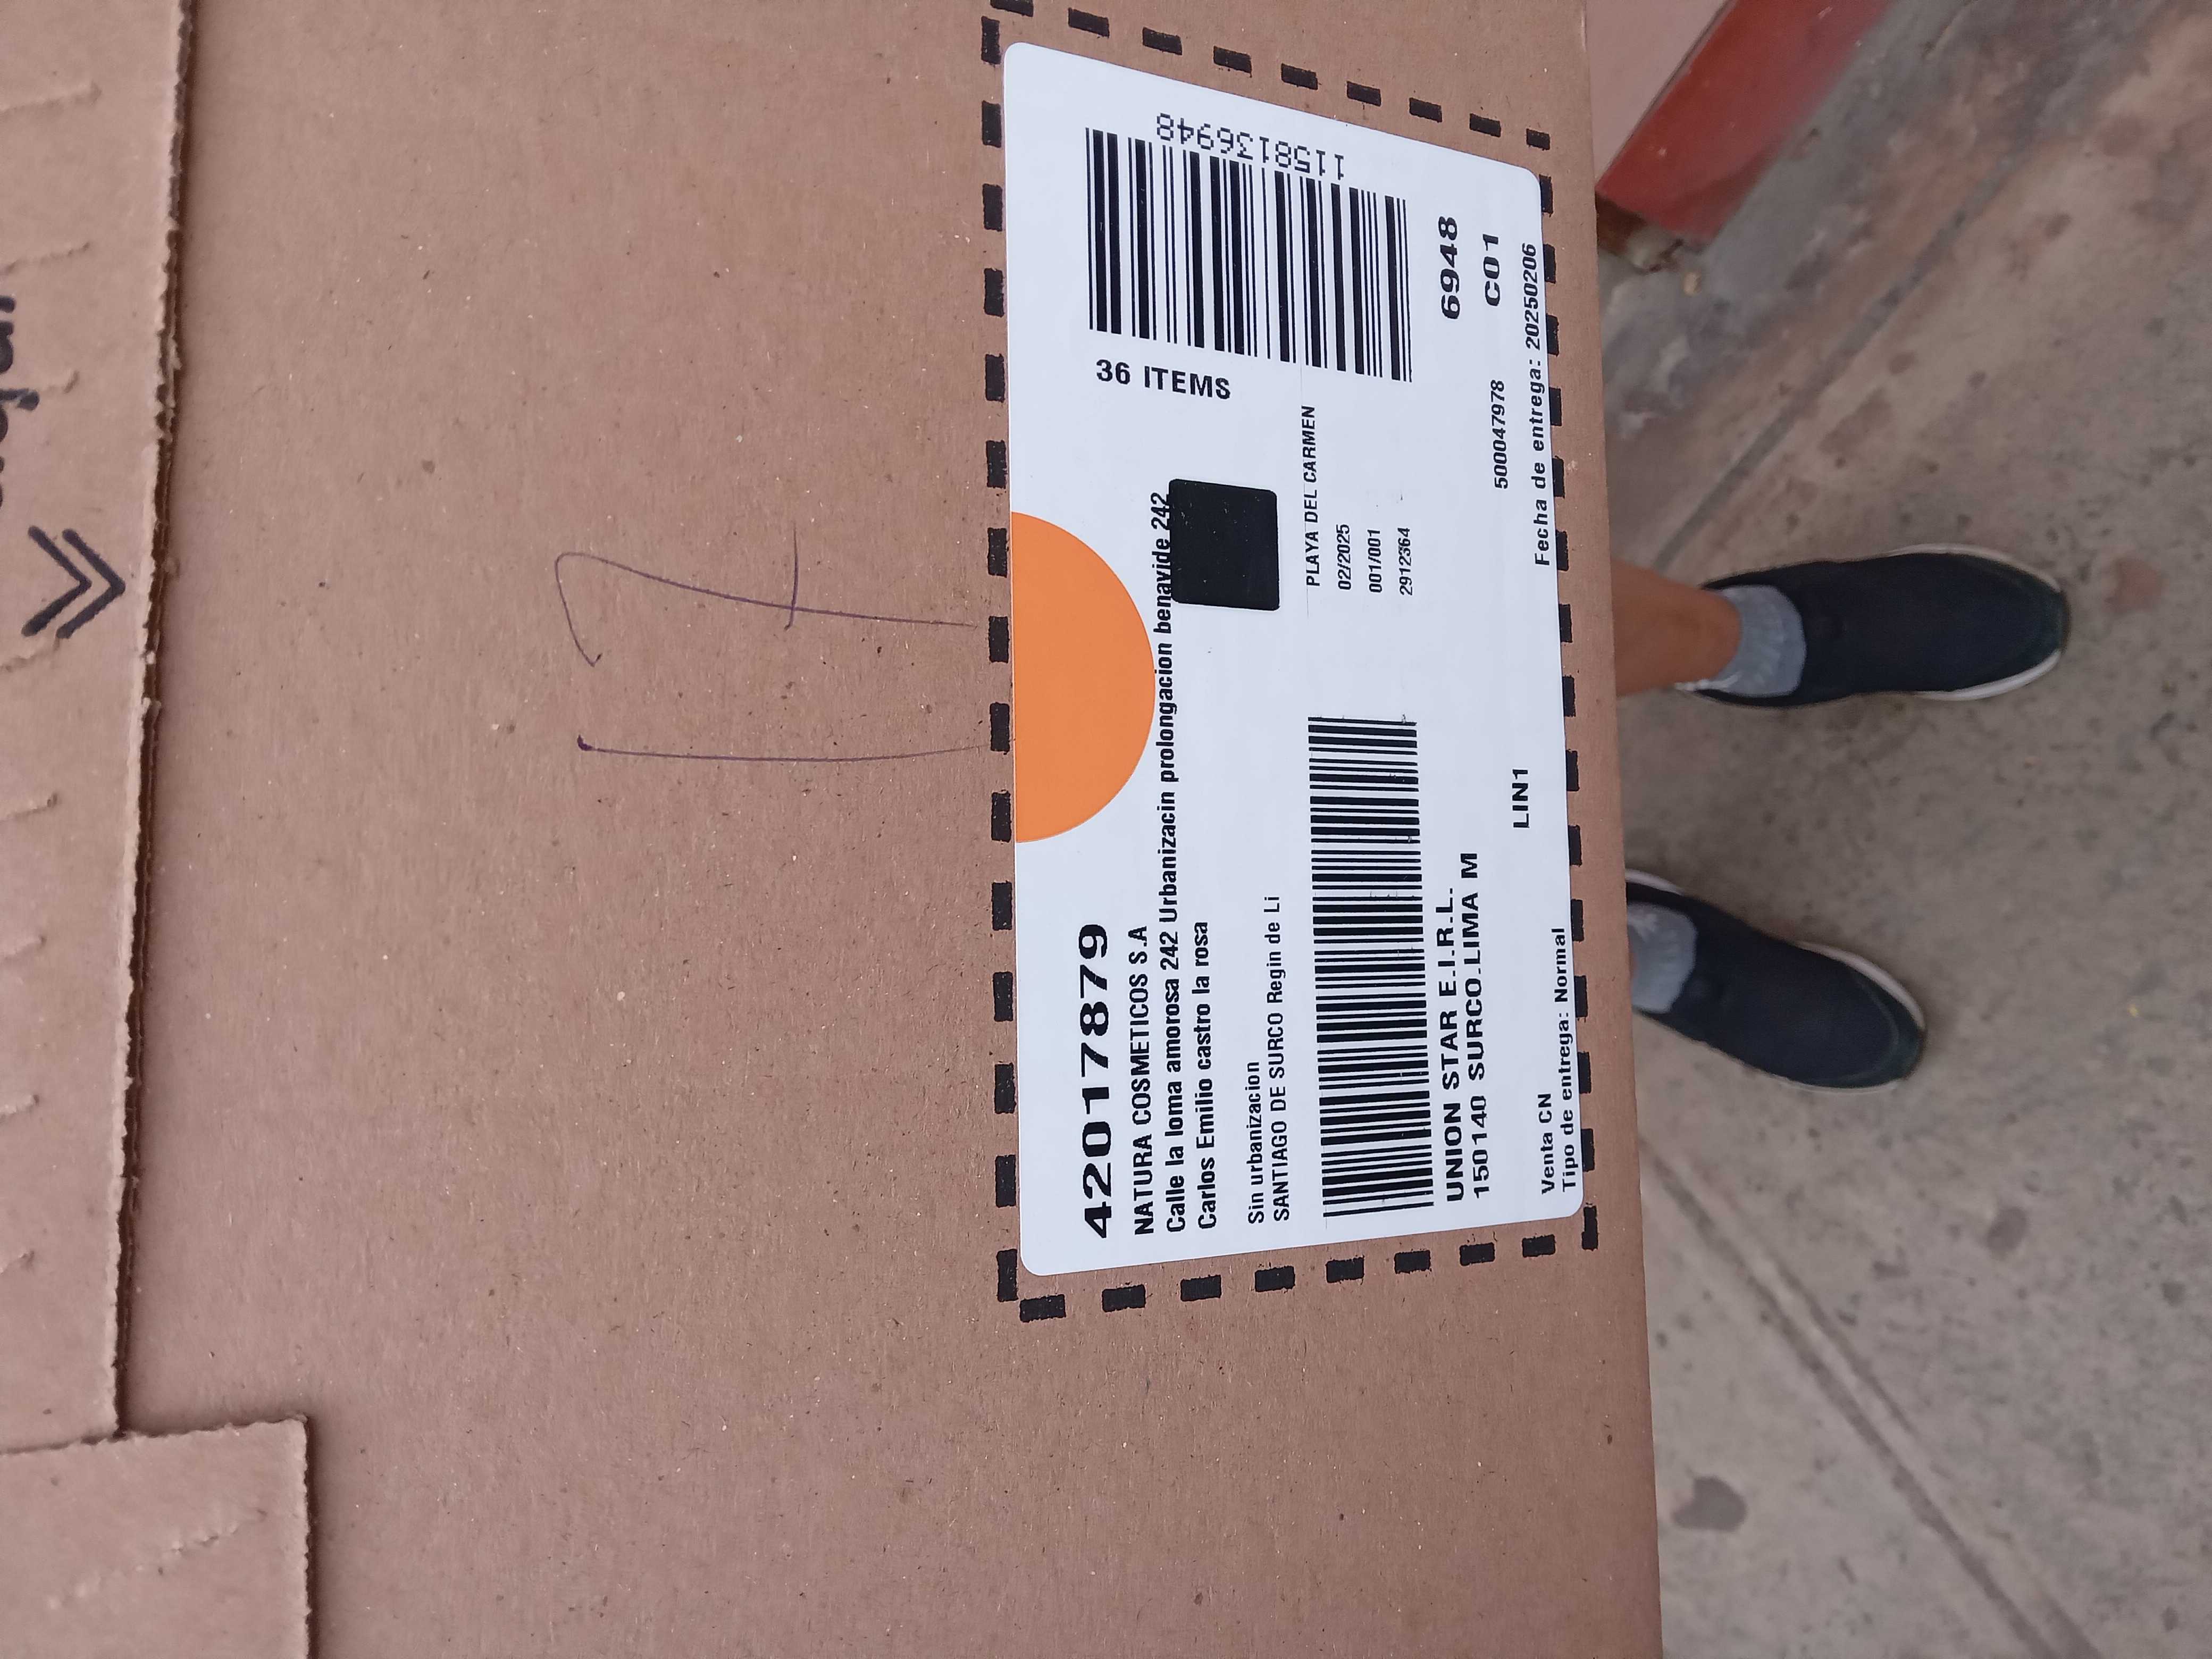 42017879
NATURA COSMETICOS S.A
Calle la loma amorosa 242 Urbanizacin prolongacion benavide 242
Carlos Emilio castro la rosa
Sin urbanizacion
SANTIAGO DE SURCO Regin de Li
36 ITEMS
1158136948
PLAYA DEL CARMEN
02/2025
001/001
2912364
UNION STAR E.I.R.L.
150140 SURCO.LIMA M
6948
LIN1
500047978
C01
Venta CN
Tipo de entrega: Normal
Fecha de entrega: 20250206
17